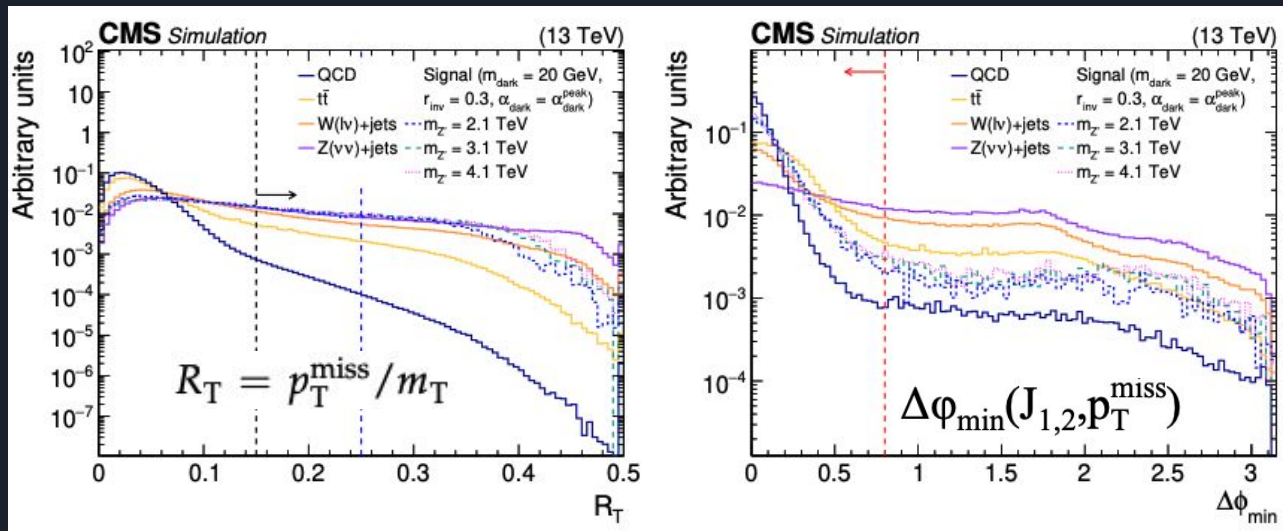 CMS Simulation (13 TeV)
Arbitrary units
10²
10
1
10⁻¹
10⁻²
10⁻³
10⁻⁴
10⁻⁵
10⁻⁶
10⁻⁷
QCD
tt̄
W(lν)+jets
Z(νν)+jets
Signal (m_dark = 20 GeV,
r_inv = 0.3, α_dark = α_dark^peak)
m_Z' = 2.1 TeV
m_Z' = 3.1 TeV
m_Z' = 4.1 TeV
R_T = p_T^miss/m_T
0 0.1 0.2 0.3 0.4 0.5
R_T
CMS Simulation (13 TeV)
Arbitrary units
10⁻¹
10⁻²
10⁻³
10⁻⁴
QCD
tt̄
W(lν)+jets
Z(νν)+jets
Signal (m_dark = 20 GeV,
r_inv = 0.3, α_dark = α_dark^peak)
m_Z' = 2.1 TeV
m_Z' = 3.1 TeV
m_Z' = 4.1 TeV
Δφ_min(J_1,2,p_T^miss)
0 0.5 1 1.5 2 2.5 3
Δϕ_min